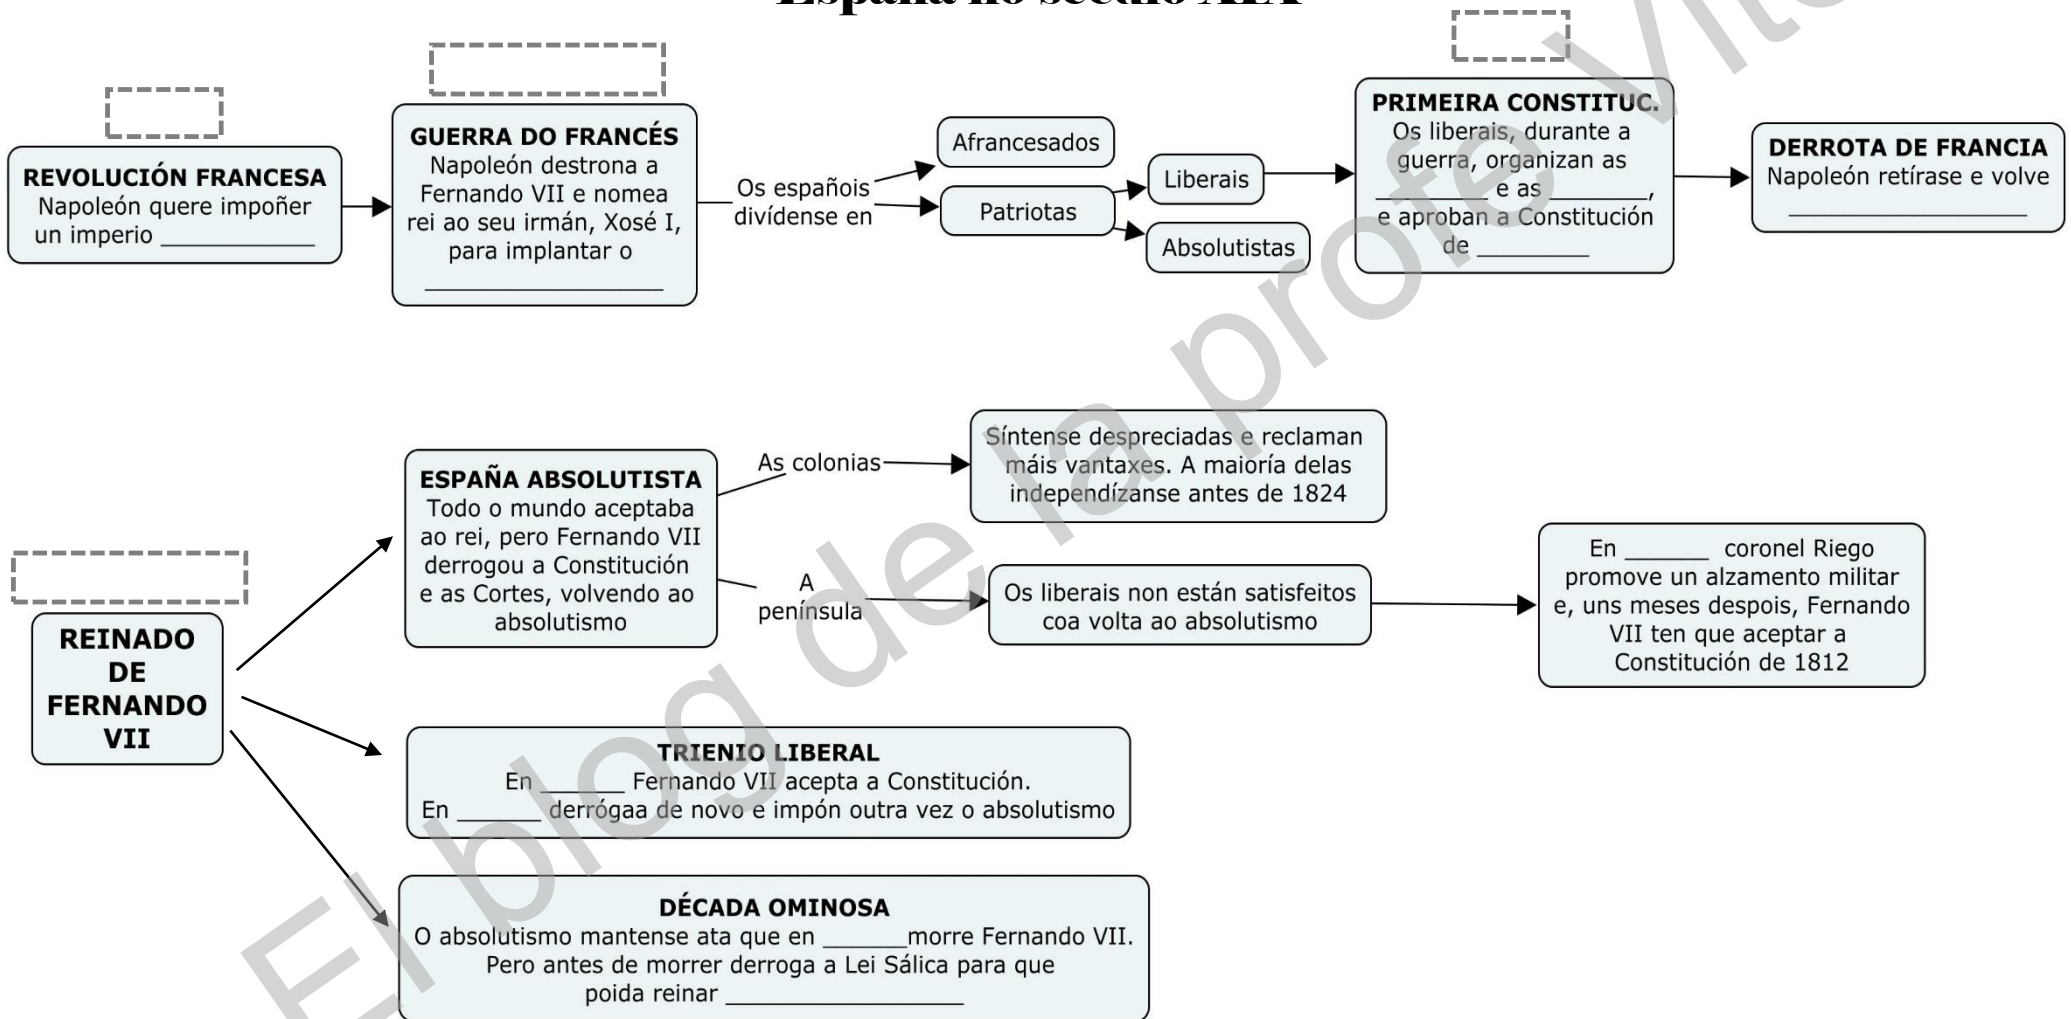 España no século XIX
REVOLUCIÓN FRANCESA
Napoleón quere impoñer
un imperio ___________
GUERRA DO FRANCÉS
Napoleón destrona a
Fernando VII e nomea
rei ao seu irmán, Xosé I,
para implantar o
_________________
Os españois
divídense en
Afrancesados
Patriotas
Liberais
Absolutistas
PRIMEIRA CONSTITUC.
Os liberais, durante a
guerra, organizan as
________ e as _______,
e aproban a Constitución
de ________
DERROTA DE FRANCIA
Napoleón retírase e volve
_________________
REINADO
DE
FERNANDO
VII
ESPAÑA ABSOLUTISTA
Todo o mundo aceptaba
ao rei, pero Fernando VII
derrogou a Constitución
e as Cortes, volvendo ao
absolutismo
As colonias
Síntense despreciadas e reclaman
máis vantaxes. A maioría delas
independízanse antes de 1824
A
península
Os liberais non están satisfeitos
coa volta ao absolutismo
En ______ coronel Riego
promove un alzamento militar
e, uns meses despois, Fernando
VII ten que aceptar a
Constitución de 1812
TRIENIO LIBERAL
En ______ Fernando VII acepta a Constitución.
En ______ derrógaa de novo e impón outra vez o absolutismo
DÉCADA OMINOSA
O absolutismo mantense ata que en ______morre Fernando VII.
Pero antes de morrer derroga a Lei Sálica para que
poida reinar _________________
El blog de la profe